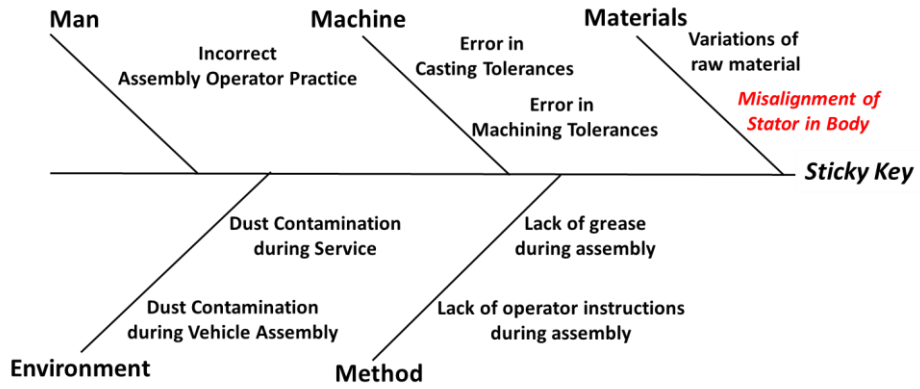 Man
Machine
Materials
Incorrect
Assembly Operator Practice
Error in
Casting Tolerances
Error in
Machining Tolerances
Variations of
raw material
Misalignment of
Stator in Body
Sticky Key
Dust Contamination
during Service
Dust Contamination
during Vehicle Assembly
Lack of grease
during assembly
Lack of operator instructions
during assembly
Environment
Method